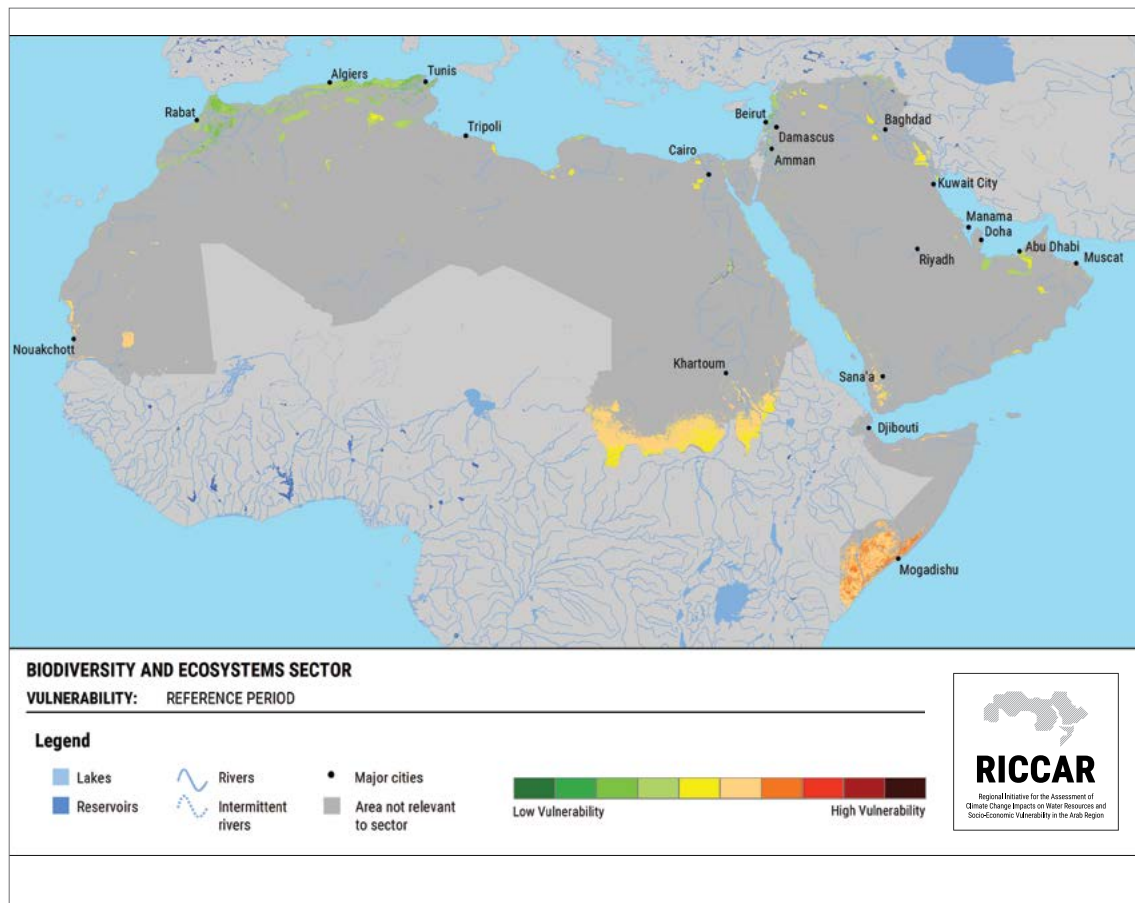 Algiers
Tunis
Rabat
Tripoli
Beirut
Damascus
Baghdad
Cairo
Amman
Kuwait City
Manama
Doha
Abu Dhabi
Riyadh
Muscat
Nouakchott
Khartoum
Sana'a
Djibouti
Mogadishu
BIODIVERSITY AND ECOSYSTEMS SECTOR
VULNERABILITY: REFERENCE PERIOD
Legend
Lakes
Reservoirs
Rivers
Intermittent
rivers
Major cities
Area not relevant
to sector
Low Vulnerability
High Vulnerability
RICCAR
Regional Initiative for the Assessment of
Climate Change Impacts on Water Resources and
Socio-Economic Vulnerability in the Arab Region